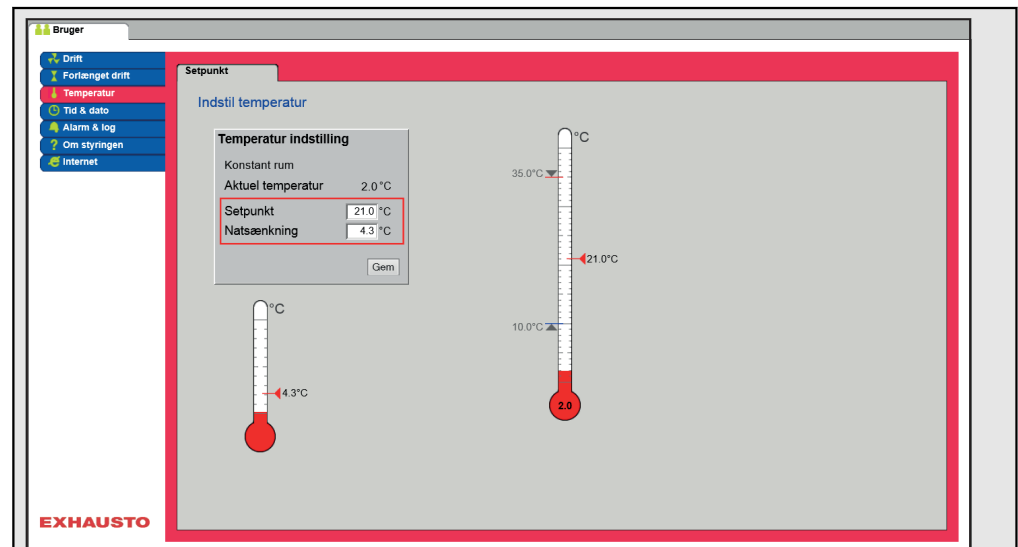 Bruger
Drift
Forlænget drift
Temperatur
Tid & dato
Alarm & log
Om styringen
Internet
Setpunkt
Indstil temperatur
Temperatur indstilling
Konstant rum
Aktuel temperatur 2.0 °C
Setpunkt 21.0 °C
Natsænkning 4.3 °C
Gem
°C
4.3°C
°C
35.0°C
21.0°C
10.0°C
2.0
EXHAUSTO